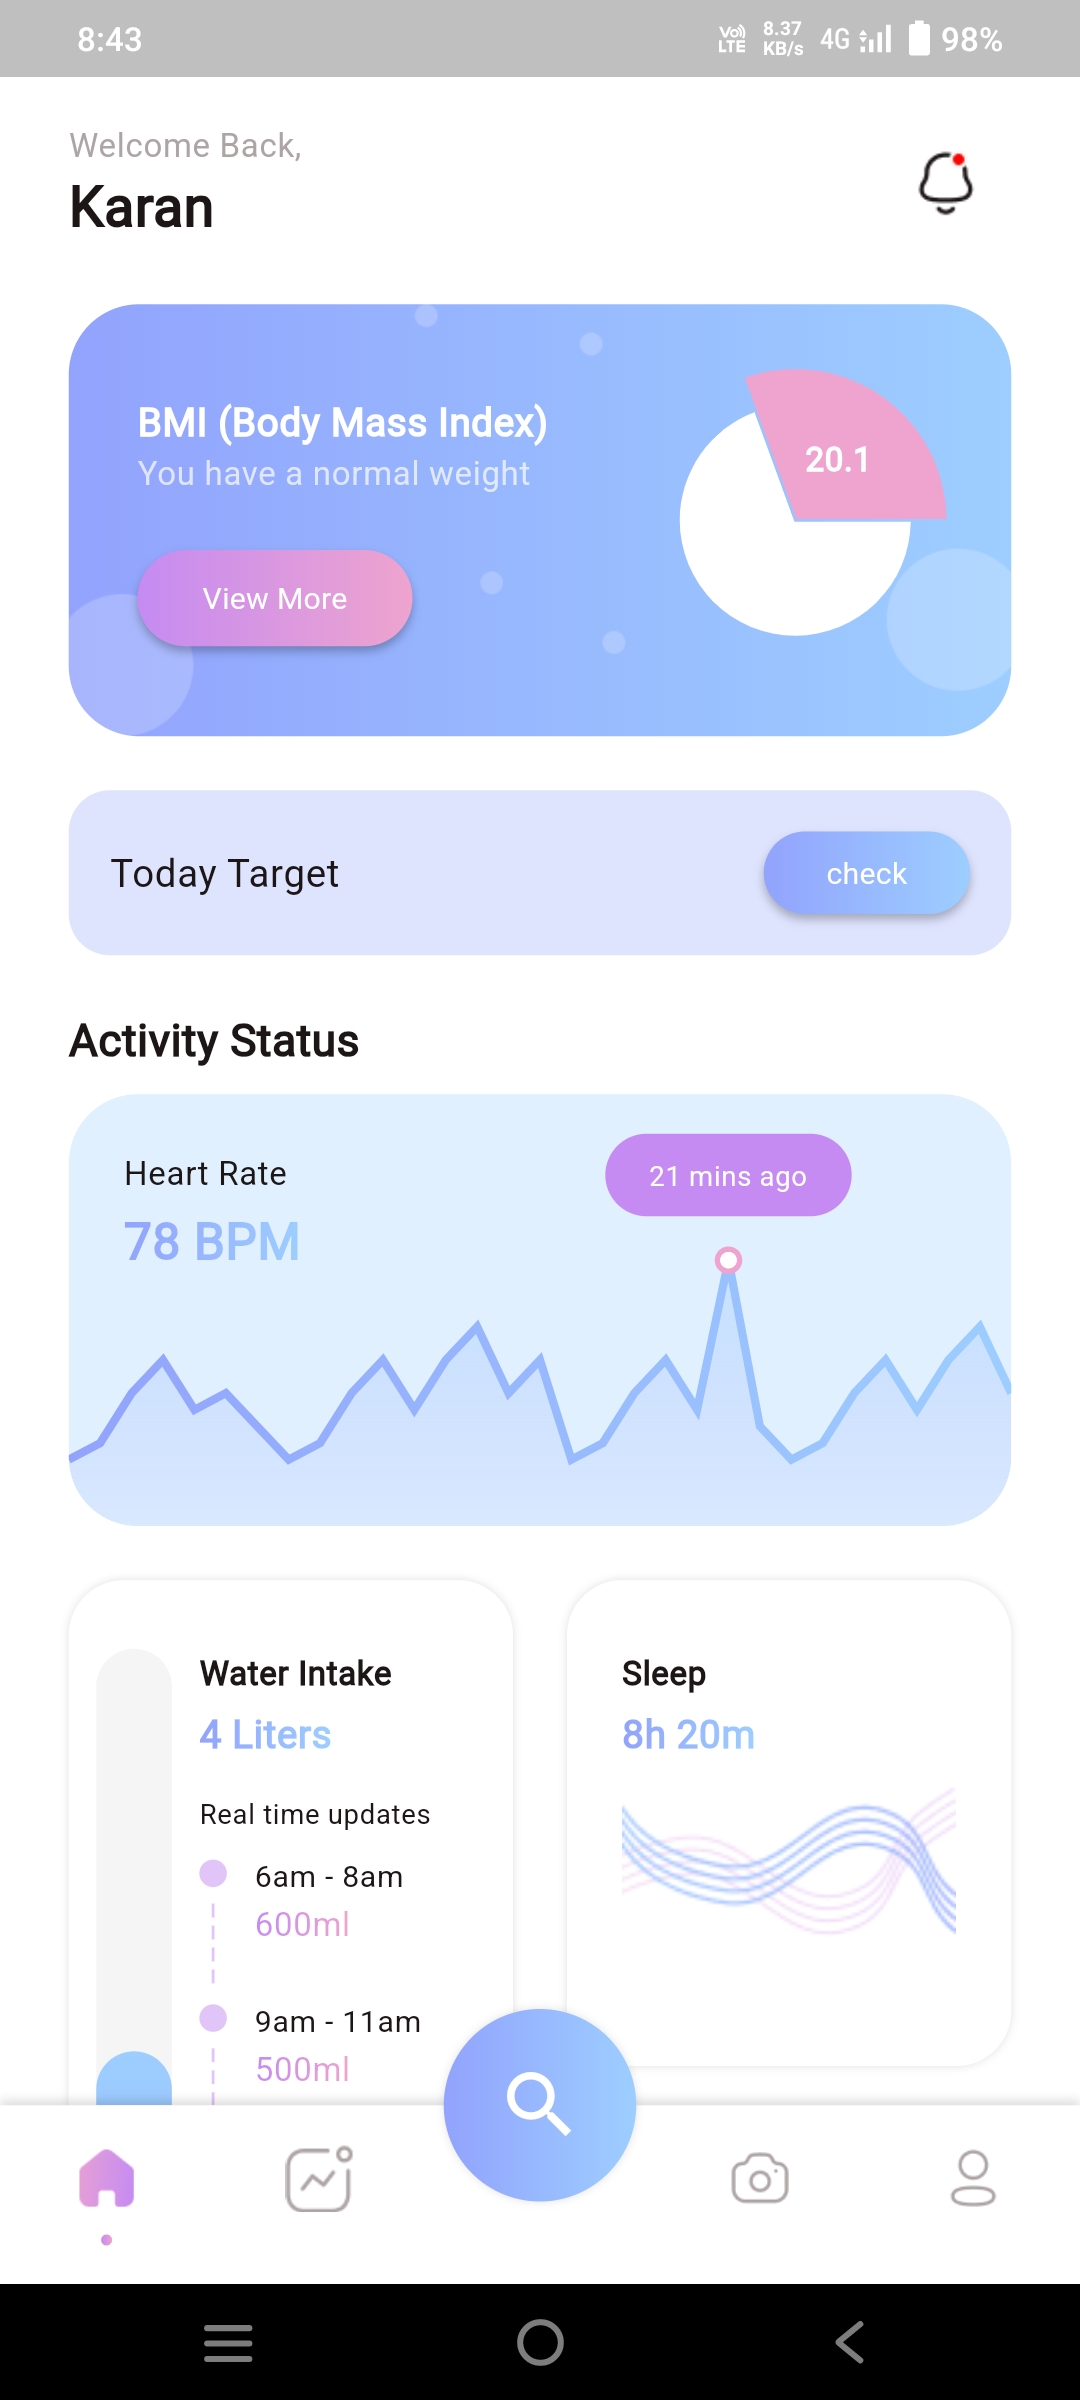 8:43
Vo)) LTE 8.37 KB/s 4G 98%
Welcome Back,
Karan
BMI (Body Mass Index)
You have a normal weight
20.1
View More
Today Target
check
Activity Status
Heart Rate
21 mins ago
78 BPM
Water Intake
4 Liters
Real time updates
6am - 8am
600ml
9am - 11am
500ml
Sleep
8h 20m